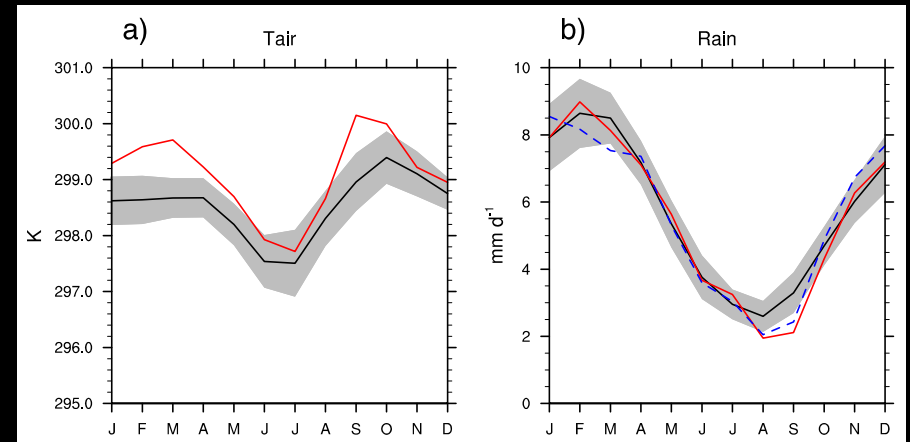 a)
Tair
K
301.0
300.0
299.0
298.0
297.0
296.0
295.0
J F M A M J J A S O N D
b)
Rain
mm d-1
10
8
6
4
2
0
J F M A M J J A S O N D